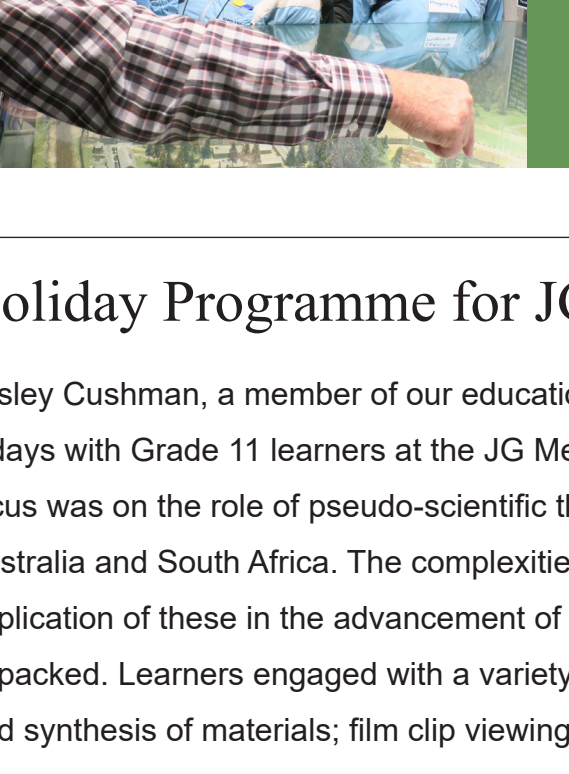 oliday Programme for JG
sley Cushman, a member of our educatio
days with Grade 11 learners at the JG Me
cus was on the role of pseudo-scientific th
stralia and South Africa. The complexitie
plication of these in the advancement of
packed. Learners engaged with a variety
d synthesis of materials; film clip viewing